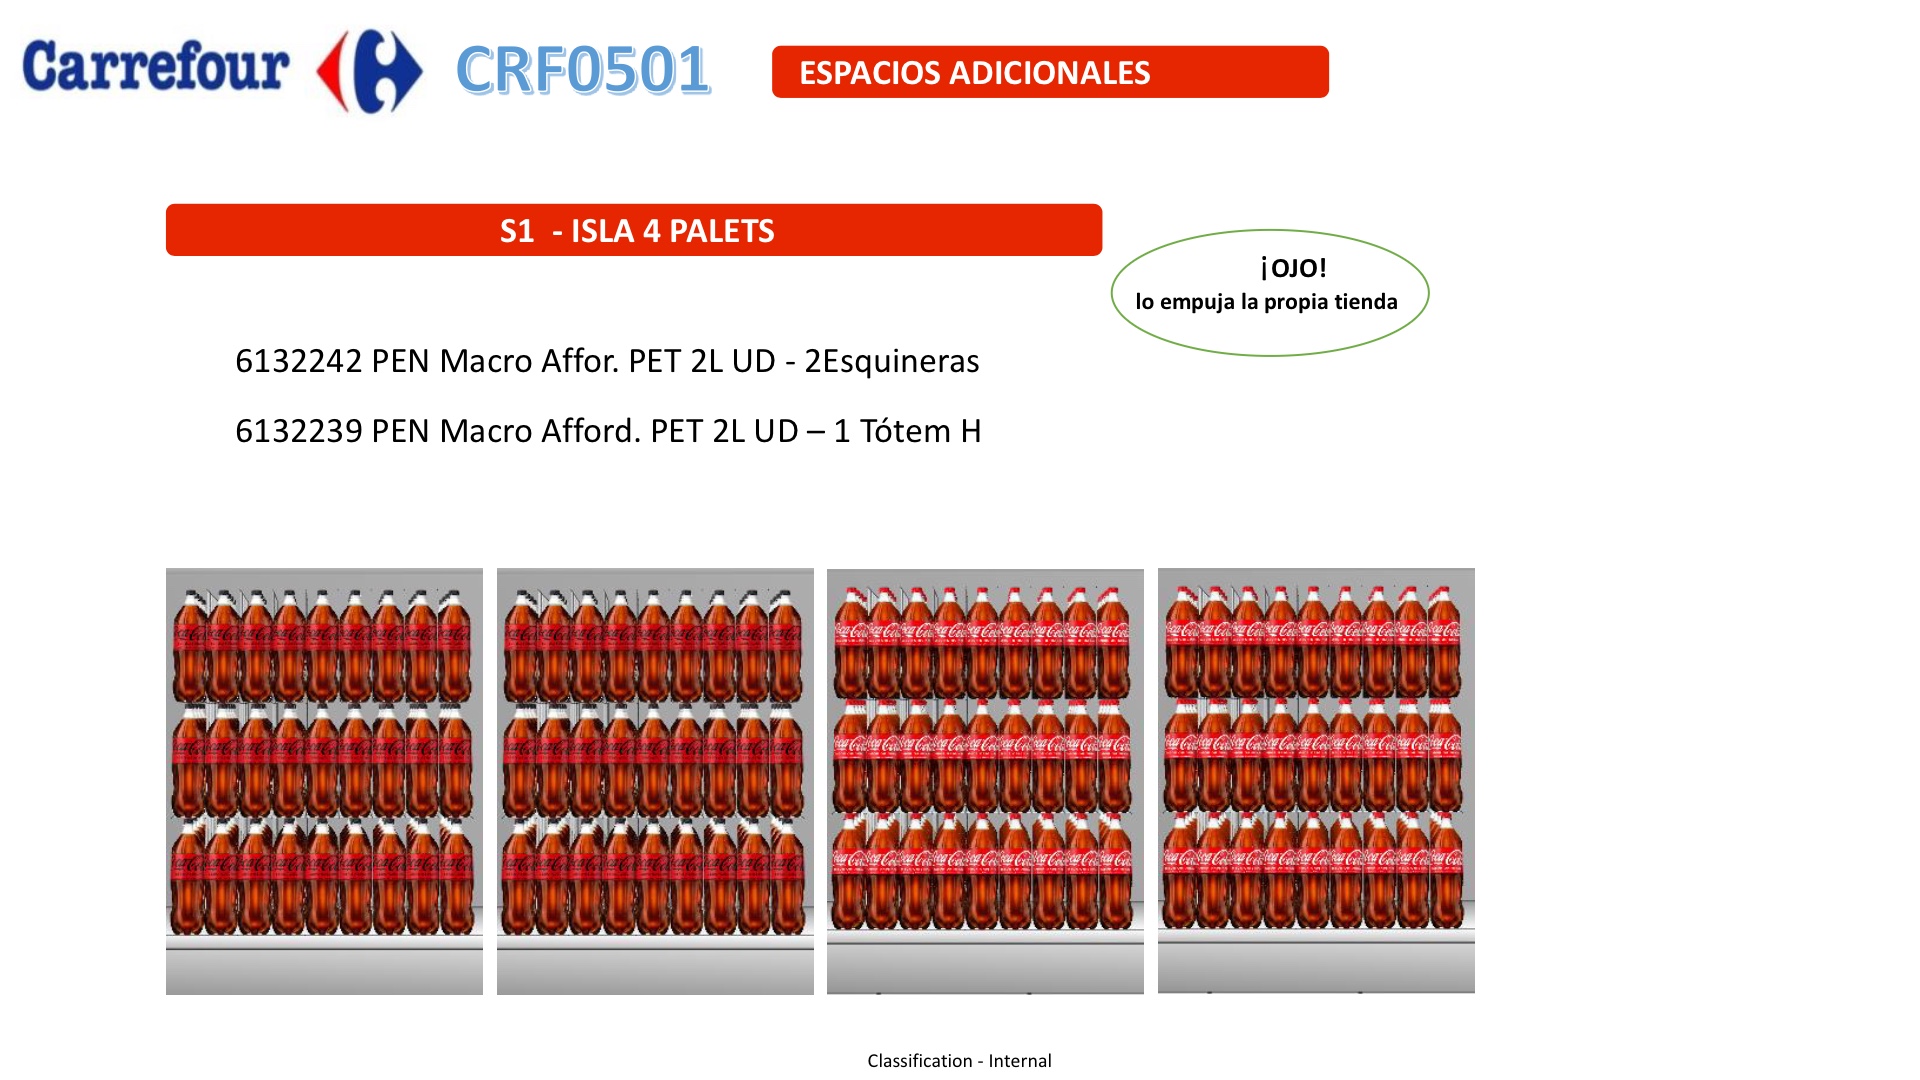 Carrefour
CRF0501
ESPACIOS ADICIONALES
S1 - ISLA 4 PALETS
¡OJO!
lo empuja la propia tienda
6132242 PEN Macro Affor. PET 2L UD - 2Esquineras
6132239 PEN Macro Afford. PET 2L UD – 1 Tótem H
Classification - Internal